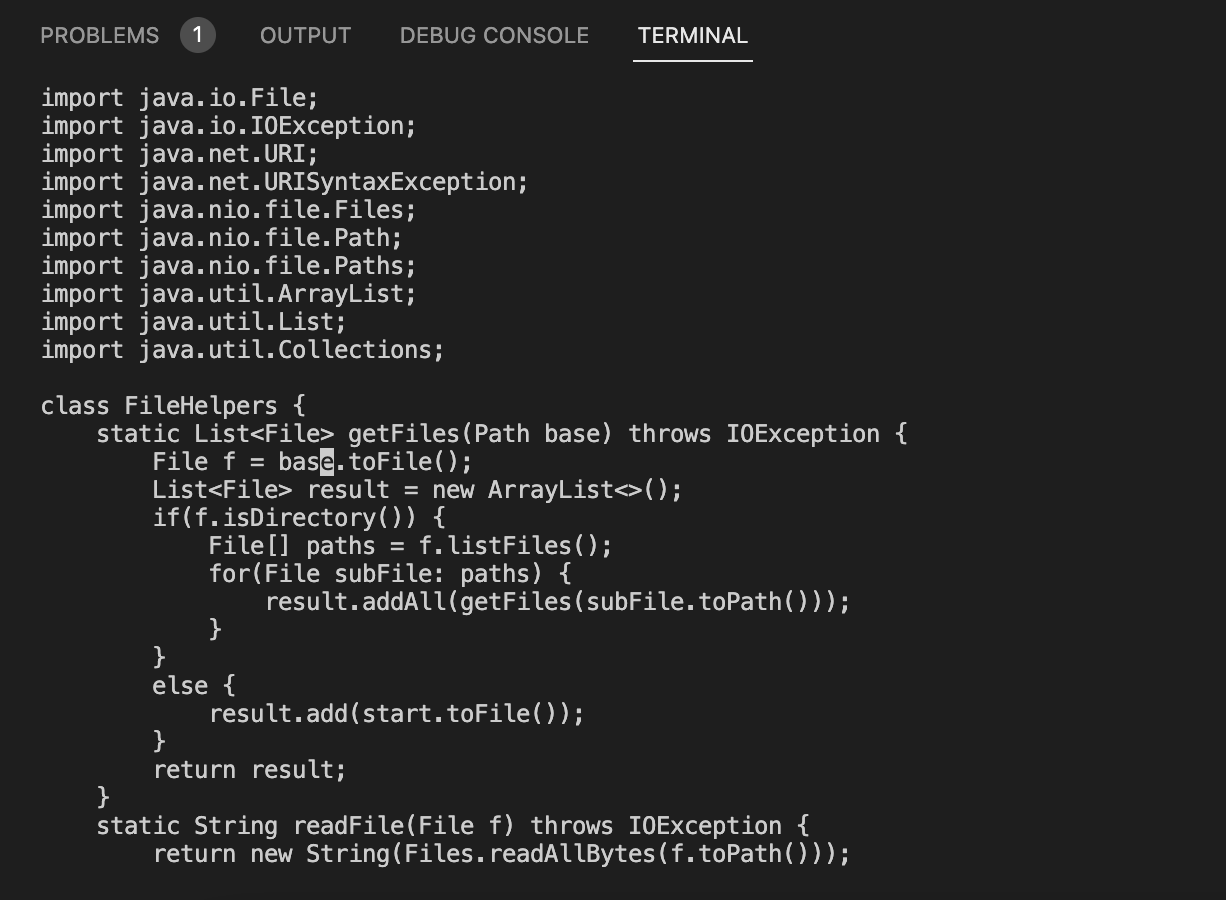 PROBLEMS 1 OUTPUT DEBUG CONSOLE TERMINAL
import java.io.File;
import java.io.IOException;
import java.net.URI;
import java.net.URISyntaxException;
import java.nio.file.Files;
import java.nio.file.Path;
import java.nio.file.Paths;
import java.util.ArrayList;
import java.util.List;
import java.util.Collections;

class FileHelpers {
    static List<File> getFiles(Path base) throws IOException {
        File f = base.toFile();
        List<File> result = new ArrayList<>();
        if(f.isDirectory()) {
            File[] paths = f.listFiles();
            for(File subFile: paths) {
                result.addAll(getFiles(subFile.toPath()));
            }
        }
        else {
            result.add(start.toFile());
        }
        return result;
    }
    static String readFile(File f) throws IOException {
        return new String(Files.readAllBytes(f.toPath()));